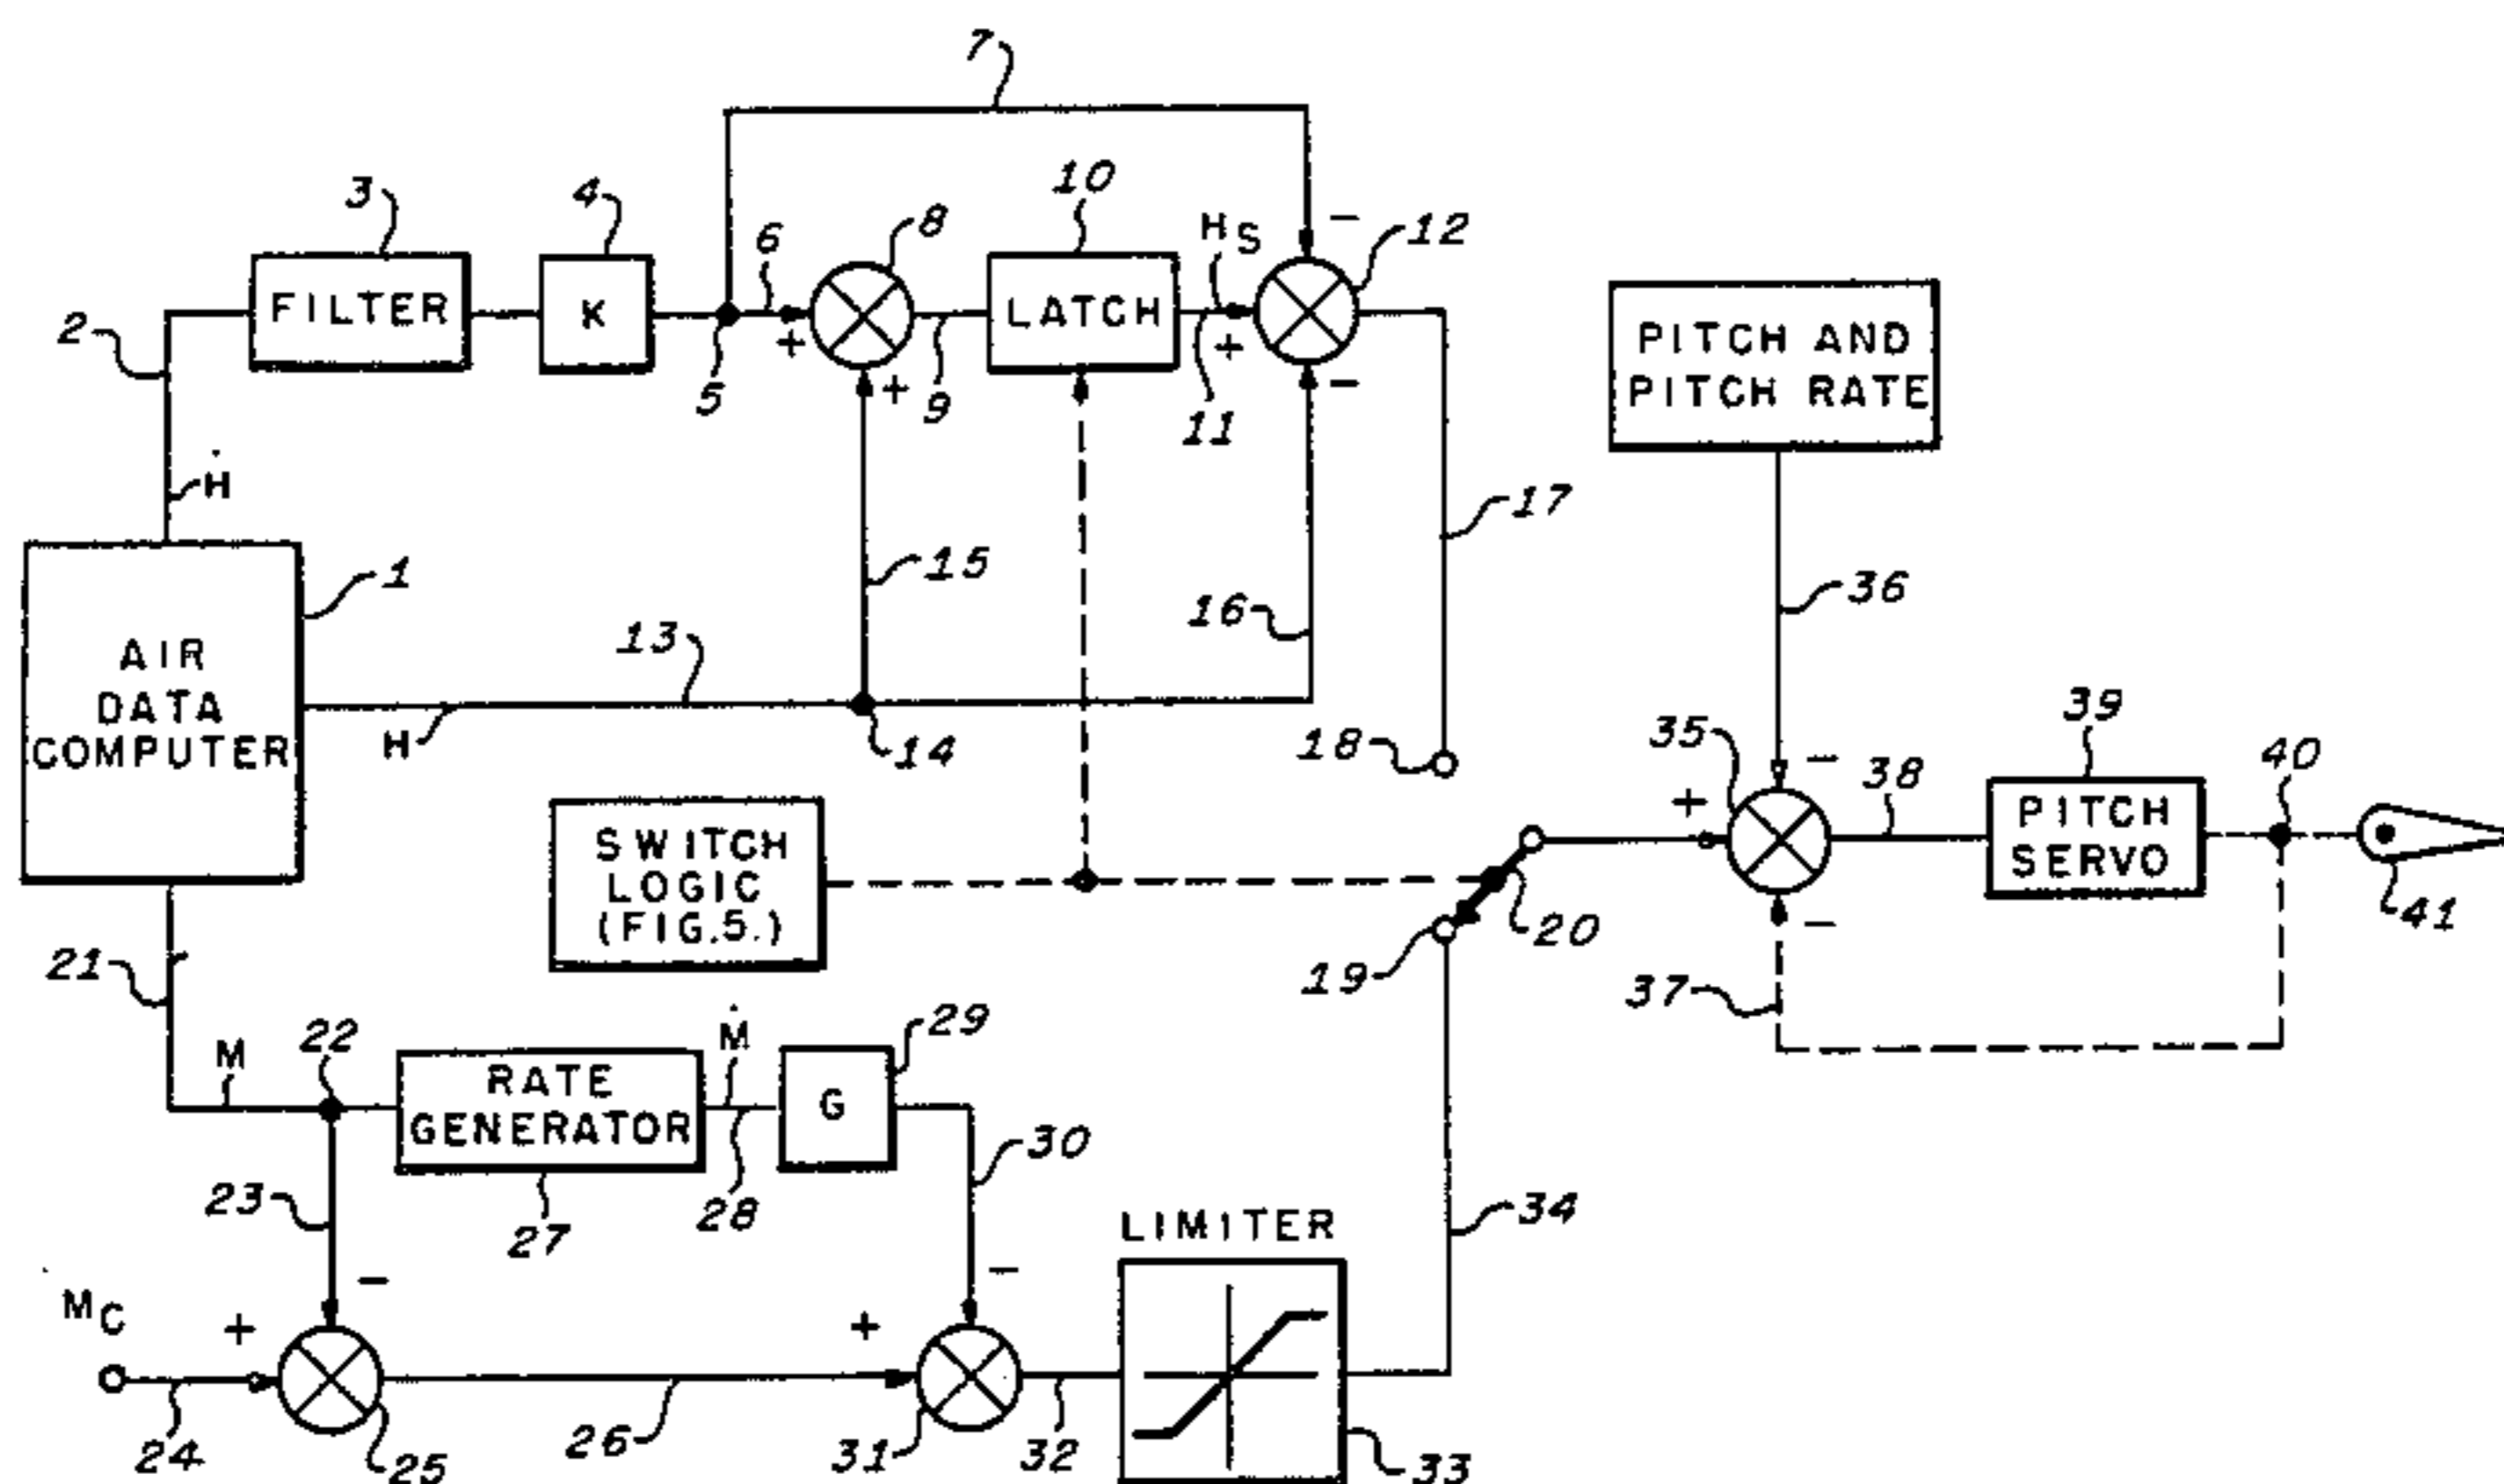 7
3
4
10
6
8
H S
12
FILTER
K
LATCH
2
+
+
-
-
5
+
9
11
PITCH AND
PITCH RATE
Ḣ
17
1
15
16
36
13
AIR
DATA
COMPUTER
H
14
18
35
-
38
39
40
+
PITCH
SERVO
SWITCH
LOGIC
(FIG.5.)
20
-
41
21
19
37
M
22
RATE
GENERATOR
Ṁ
G
29
30
23
27
28
34
LIMITER
-
-
MC
+
+
24
25
26
31
32
33